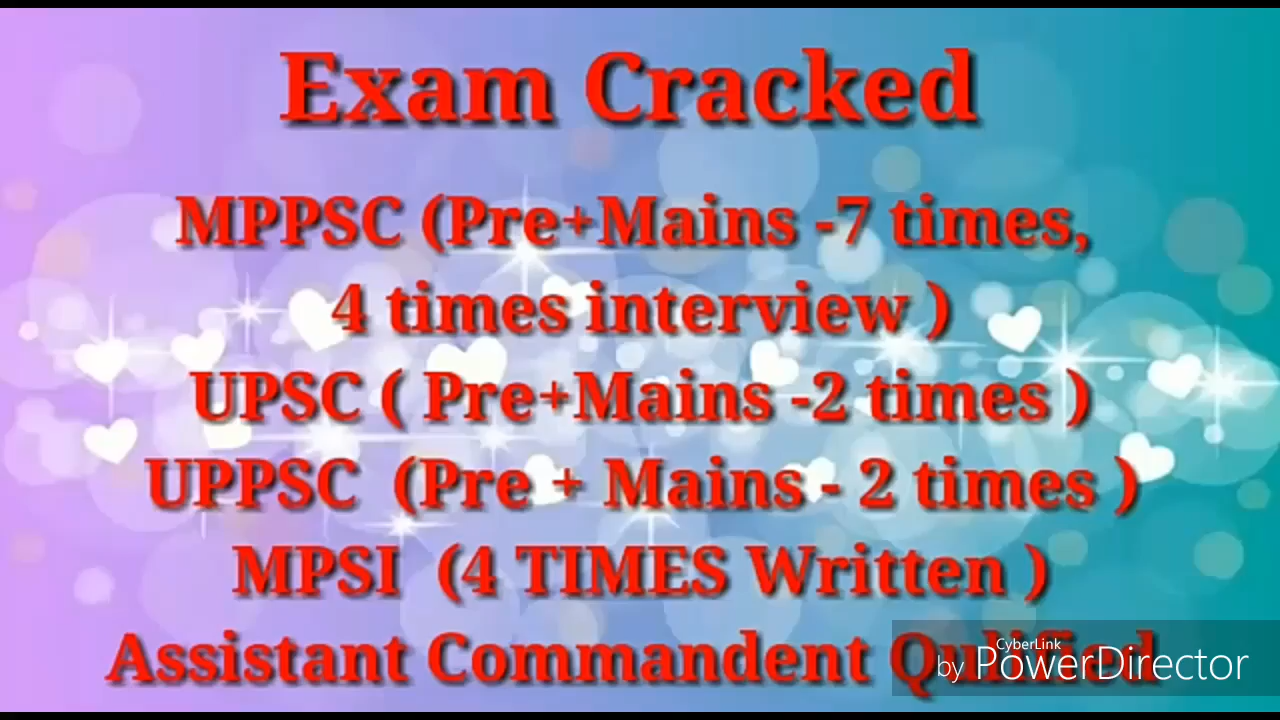 Exam Cracked
MPPSC (Pre+Mains -7 times,
4 times interview )
UPSC ( Pre+Mains -2 times )
UPPSC (Pre + Mains - 2 times )
MPSI (4 TIMES Written )
Assistant Commandent
CyberLink
by PowerDirector